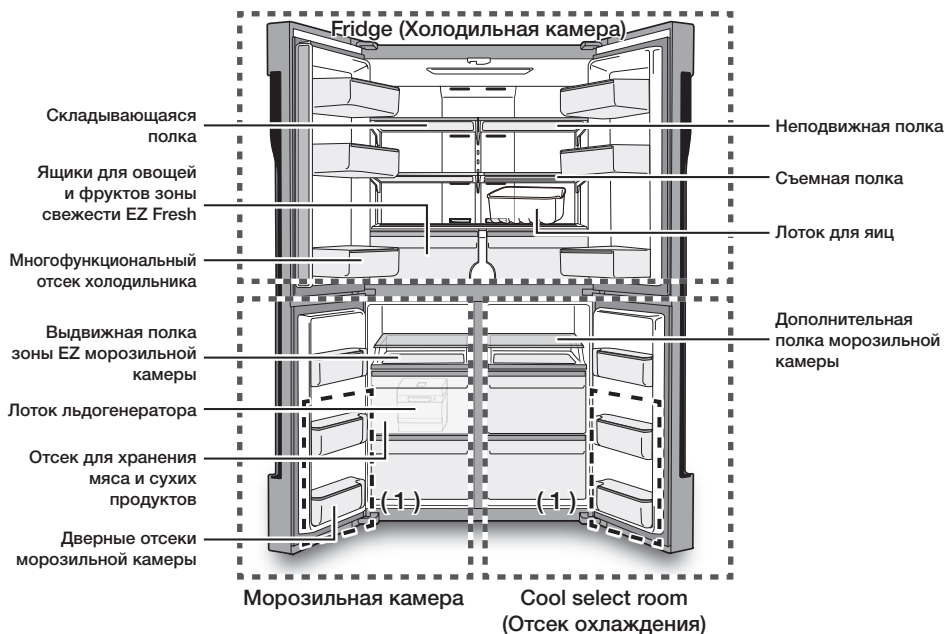 Fridge (Холодильная камера)
Складывающаяся
полка
Ящики для овощей
и фруктов зоны
свежести EZ Fresh
Многофункциональный
отсек холодильника
Выдвижная полка
зоны EZ морозильной
камеры
Лоток льдогенератора
Отсек для хранения
мяса и сухих
продуктов
Дверные отсеки
морозильной камеры
Неподвижная полка
Съемная полка
Лоток для яиц
Дополнительная
полка морозильной
камеры
(1)
(1)
Морозильная камера
Cool select room
(Отсек охлаждения)